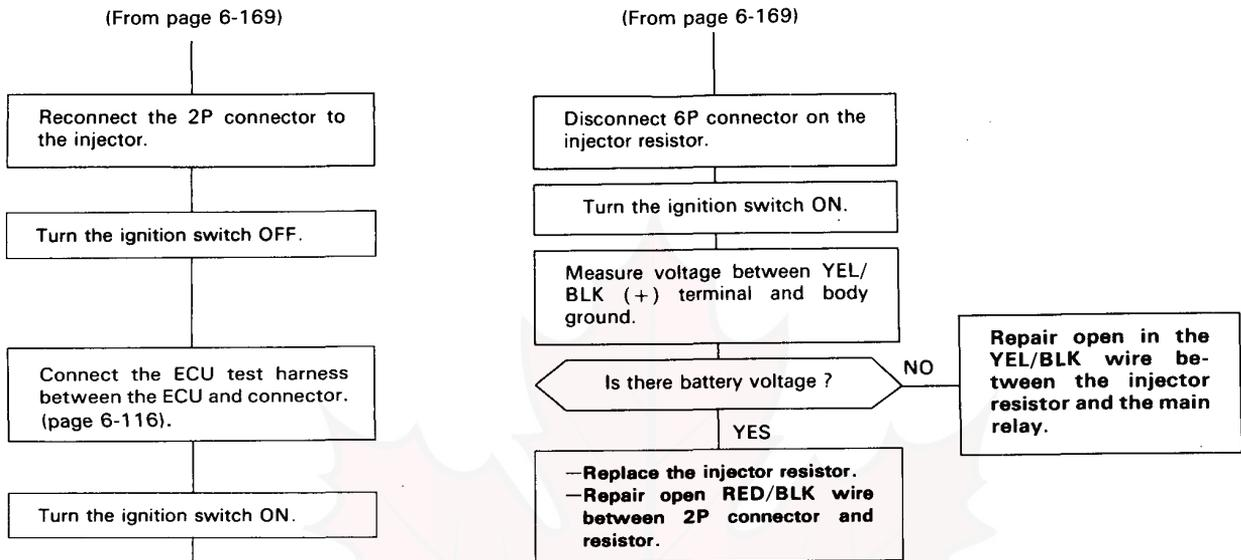 (From page 6-169)
Reconnect the 2P connector to
the injector.
Turn the ignition switch OFF.
Connect the ECU test harness
between the ECU and connector.
(page 6-116).
Turn the ignition switch ON.
(From page 6-169)
Disconnect 6P connector on the
injector resistor.
Turn the ignition switch ON.
Measure voltage between YEL/
BLK (+) terminal and body
ground.
Is there battery voltage ?
NO
Repair open in the
YEL/BLK wire be-
tween the injector
resistor and the main
relay.
YES
—Replace the injector resistor.
—Repair open RED/BLK wire
between 2P connector and
resistor.